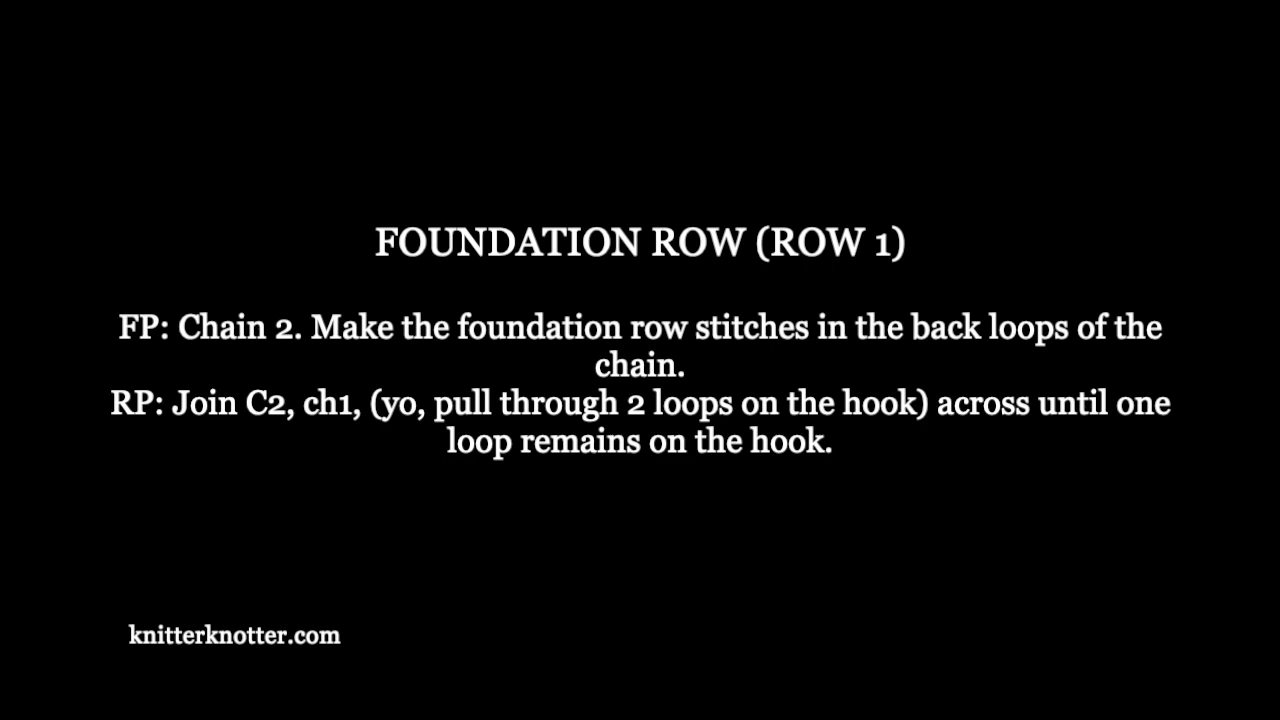 FOUNDATION ROW (ROW 1)
FP: Chain 2. Make the foundation row stitches in the back loops of the
chain.
RP: Join C2, ch1, (yo, pull through 2 loops on the hook) across until one
loop remains on the hook.
knitterknotter.com